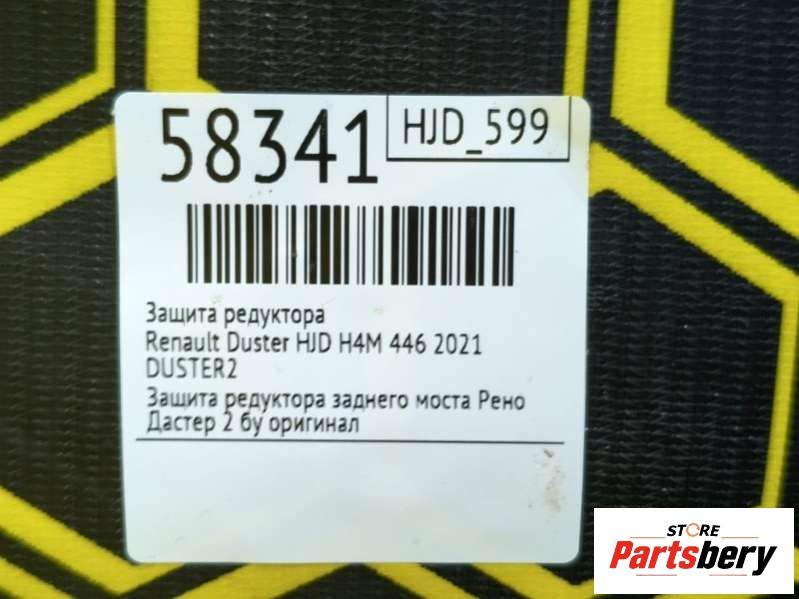 58341
HJD_599
Защита редуктора
Renault Duster HJD H4M 446 2021
DUSTER2
Защита редуктора заднего моста Рено
Дастер 2 бу оригинал
STORE
Partsbery